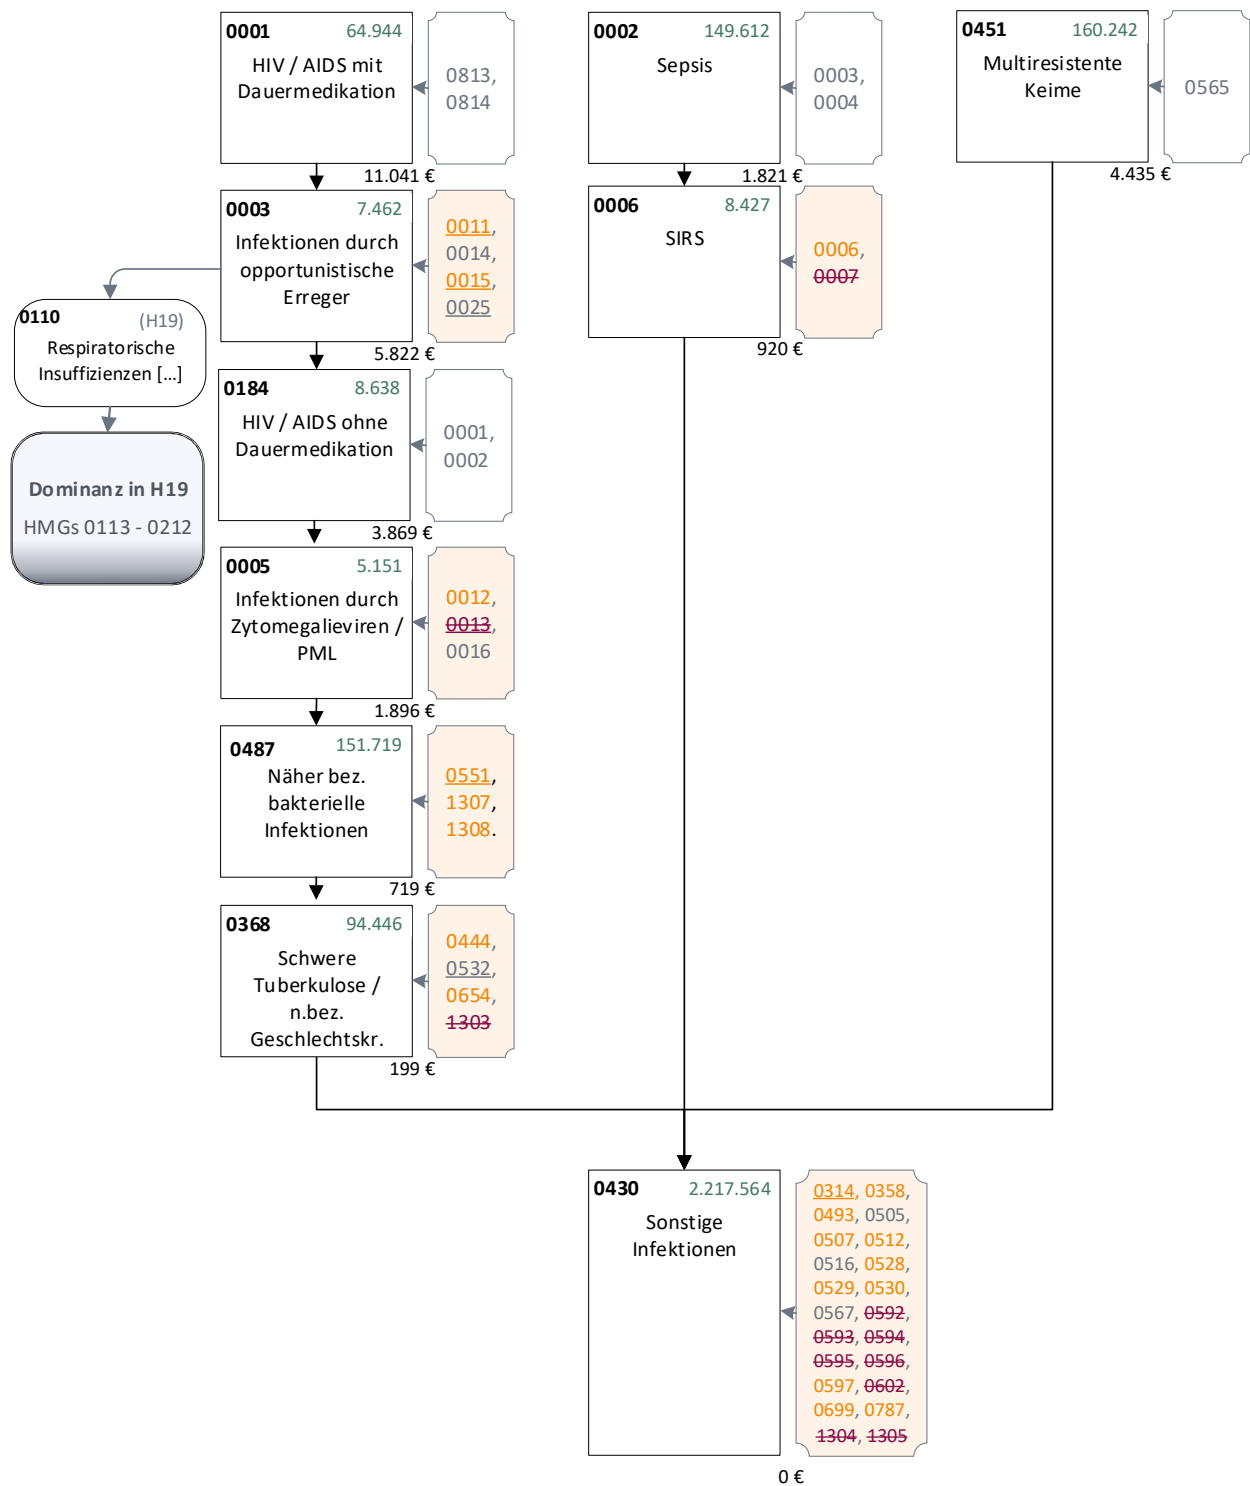 0001 64.944
HIV / AIDS mit
Dauermedikation
0813,
0814
11.041 €
0002 149.612
Sepsis
0003,
0004
1.821 €
0451 160.242
Multiresistente
Keime
0565
4.435 €
0003 7.462
Infektionen durch
opportunistische
Erreger
0011,
0014,
0015,
0025
5.822 €
0006 8.427
SIRS
0006,
0007
920 €
0110 (H19)
Respiratorische
Insuffizienzen [...]
Dominanz in H19
HMGs 0113 - 0212
0184 8.638
HIV / AIDS ohne
Dauermedikation
0001,
0002
3.869 €
0005 5.151
Infektionen durch
Zytomegalieviren /
PML
0012,
0013,
0016
1.896 €
0487 151.719
Näher bez.
bakterielle
Infektionen
0551,
1307,
1308.
719 €
0368 94.446
Schwere
Tuberkulose /
n.bez.
Geschlechtskr.
0444,
0532,
0654,
1303
199 €
0430 2.217.564
Sonstige
Infektionen
0314, 0358,
0493, 0505,
0507, 0512,
0516, 0528,
0529, 0530,
0567, 0592,
0593, 0594,
0595, 0596,
0597, 0602,
0699, 0787,
1304, 1305
0 €